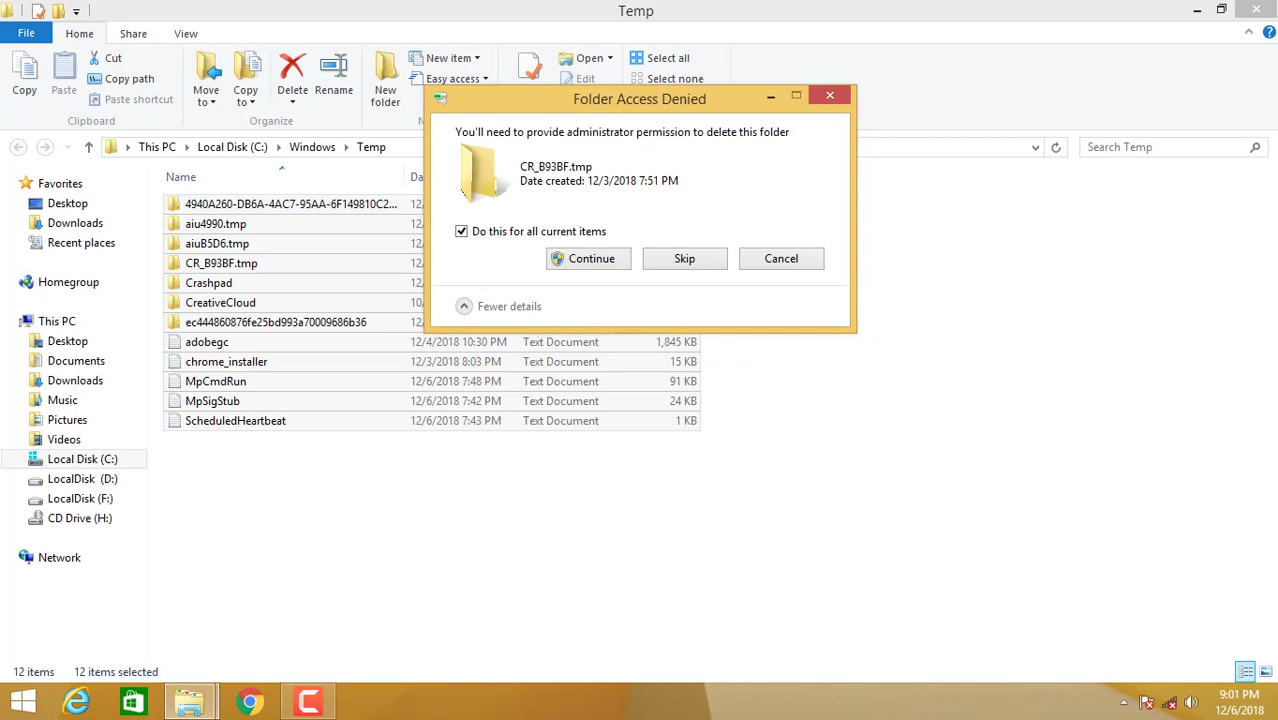 Temp
File
Home
Share
View
Copy
Paste
Cut
Copy path
Paste shortcut
Clipboard
Move to
Copy to
Delete
Rename
Organize
New folder
New item
Easy access
Open
Edit
Select all
Select none
This PC
Local Disk (C:)
Windows
Temp
Search Temp
Folder Access Denied
You'll need to provide administrator permission to delete this folder
CR_B93BF.tmp
Date created: 12/3/2018 7:51 PM
Do this for all current items
Continue
Skip
Cancel
Fewer details
Favorites
Desktop
Downloads
Recent places
Homegroup
This PC
Desktop
Documents
Downloads
Music
Pictures
Videos
Local Disk (C:)
LocalDisk (D:)
LocalDisk (F:)
CD Drive (H:)
Network
Name
4940A260-DB6A-4AC7-95AA-6F149810C2...
aiu4990.tmp
aiuB5D6.tmp
CR_B93BF.tmp
Crashpad
CreativeCloud
ec444860876fe25bd993a70009686b36
adobegc 12/4/2018 10:30 PM Text Document 1,845 KB
chrome_installer 12/3/2018 8:03 PM Text Document 15 KB
MpCmdRun 12/6/2018 7:48 PM Text Document 91 KB
MpSigStub 12/6/2018 7:42 PM Text Document 24 KB
ScheduledHeartbeat 12/6/2018 7:43 PM Text Document 1 KB
12 items 12 items selected
9:01 PM
12/6/2018